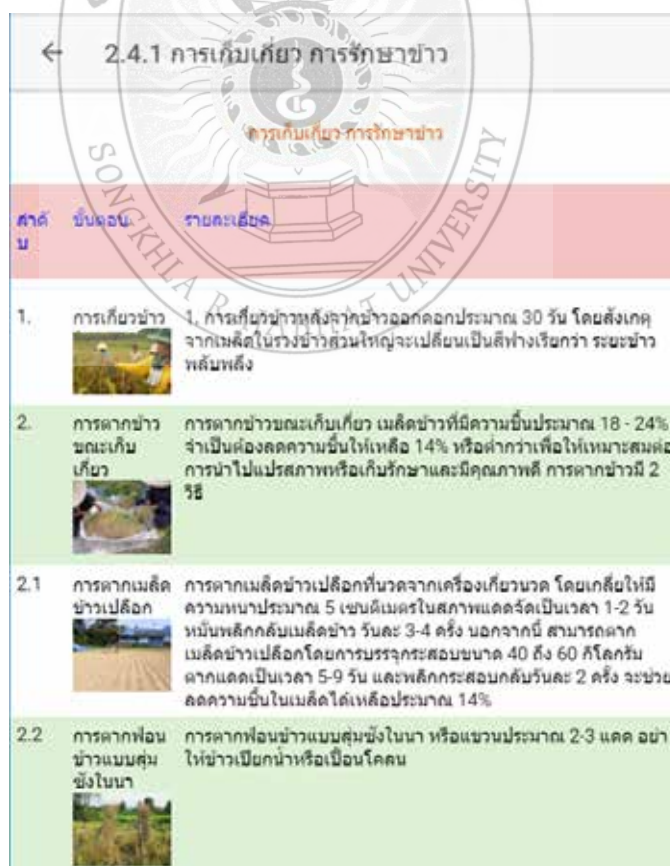 2.4.1 การเก็บเกี่ยว การรักษาข้าว
การเก็บเกี่ยว การรักษาข้าว
SONGKHLA RAJABHAT UNIVERSITY
ลำดั
บ
ขั้นตอน
รายละเอียด
1.
การเกี่ยวข้าว
1. การเกี่ยวข้าวหลังจากข้าวออกดอกประมาณ 30 วัน โดยสังเกต
จากเมล็ดในรวงข้าวส่วนใหญ่จะเปลี่ยนเป็นสีฟางเรียกว่า ระยะข้าว
พลับพลึง
2.
การตากข้าว
ขณะเก็บ
เกี่ยว
การตากข้าวขณะเก็บเกี่ยว เมล็ดข้าวที่มีความชื้นประมาณ 18 - 24%
จำเป็นต้องลดความชื้นให้เหลือ 14% หรือต่ำกว่าเพื่อให้เหมาะสมต่อ
การนำไปแปรสภาพหรือเก็บรักษาและมีคุณภาพดี การตากข้าวมี 2
วิธี
2.1
การตากเมล็ด
ข้าวเปลือก
การตากเมล็ดข้าวเปลือกที่นวดจากเครื่องเกี่ยวนวด โดยเกลี่ยให้มี
ความหนาประมาณ 5 เซนติเมตรในสภาพแดดจัดเป็นเวลา 1-2 วัน
หมั่นพลิกกลับเมล็ดข้าว วันละ 3-4 ครั้ง นอกจากนี้ สามารถตาก
เมล็ดข้าวเปลือกโดยการบรรจุกระสอบขนาด 40 ถึง 60 กิโลกรัม
ตากแดดเป็นเวลา 5-9 วัน และพลิกกระสอบกลับวันละ 2 ครั้ง จะช่วย
ลดความชื้นในเมล็ดได้เหลือประมาณ 14%
2.2
การตากฟ่อน
ข้าวแบบสุ่ม
ซังในนา
การตากฟ่อนข้าวแบบสุ่มซังในนา หรือแขวนประมาณ 2-3 แดด อย่า
ให้ข้าวเปียกน้ำหรือเปื้อนโคลน